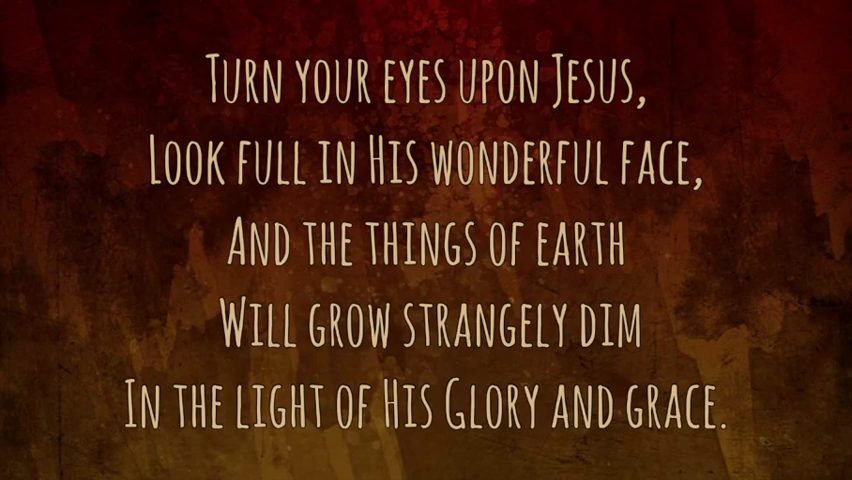 Turn your eyes upon Jesus,
Look full in His wonderful face,
And the things of earth
Will grow strangely dim
In the light of His Glory and grace.